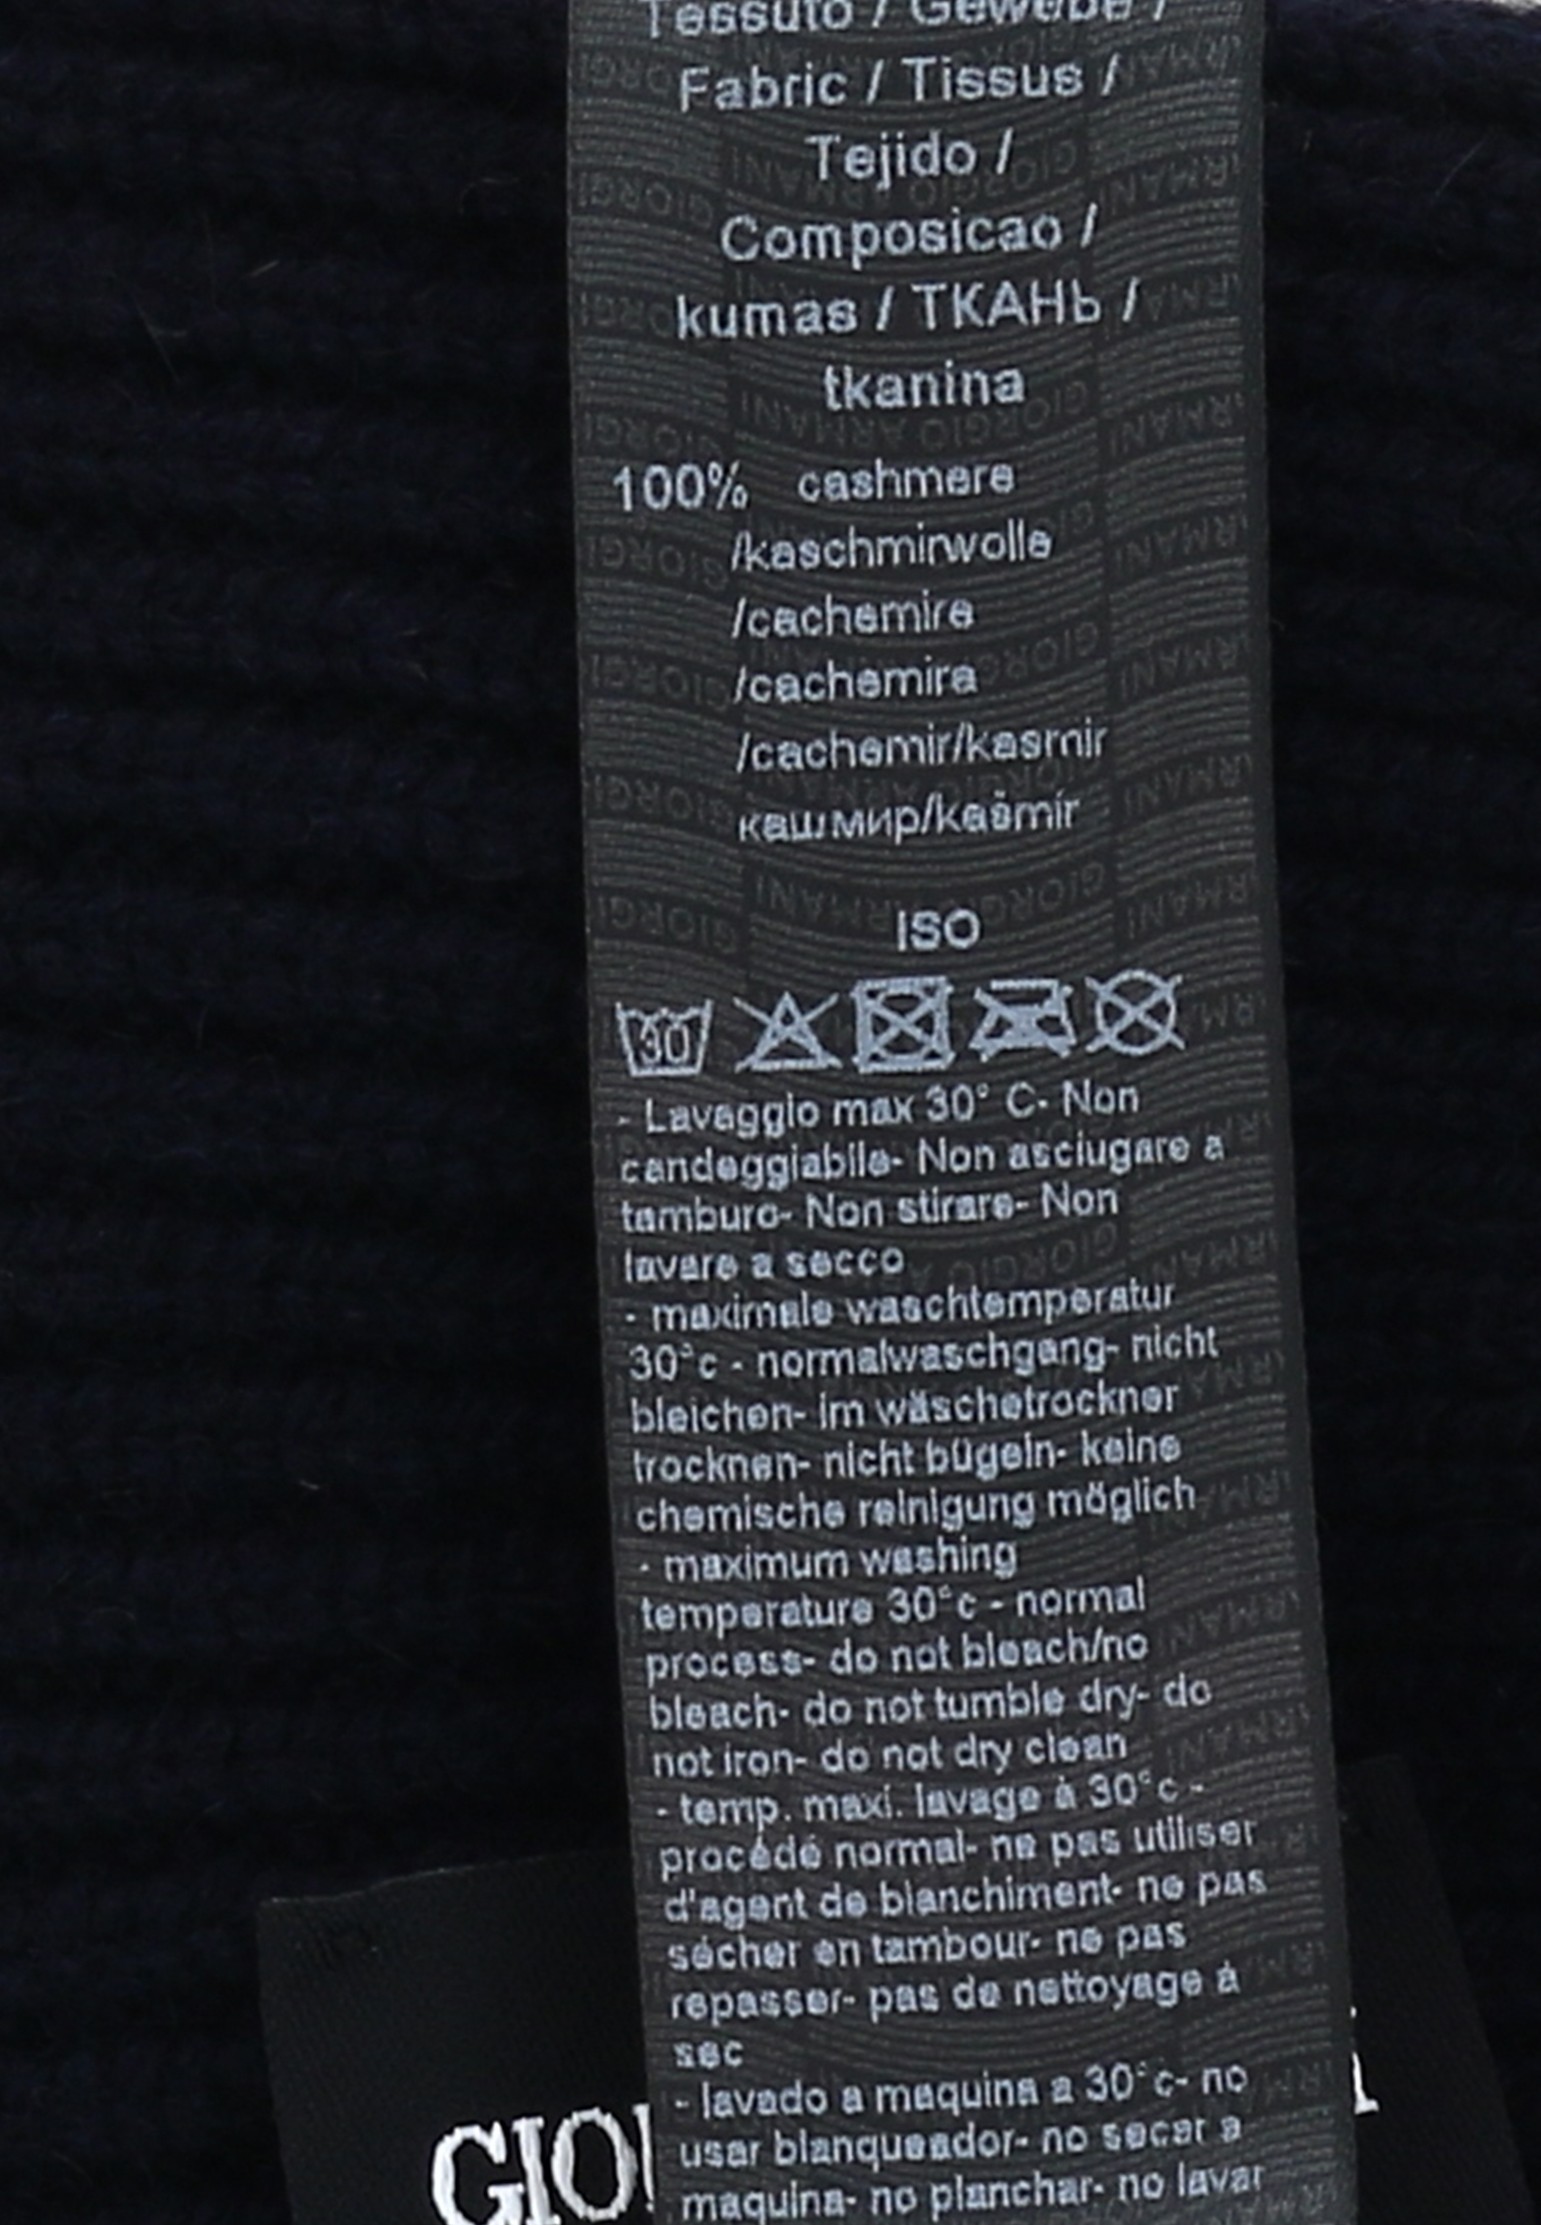 Tessuto / Gewebe /
Fabric / Tissus /
Tejido /
Composicao /
kumas / ТКАНЬ /
tkanina
100% cashmere
/kaschmirwolle
/cachemire
/cachemira
/cachemir/kasmir
кашмир/kašmír
ISO
30
- Lavaggio max 30° C- Non
candeggiabile- Non asciugare a
tamburo- Non stirare- Non
lavare a secco
- maximale waschtemperatur
30°c - normalwaschgang- nicht
bleichen- im wäschetrockner
trocknen- nicht bügeln- keine
chemische reinigung möglich
- maximum washing
temperature 30°c - normal
process- do not bleach/no
bleach- do not tumble dry- do
not iron- do not dry clean
- temp. maxi. lavage à 30°c -
procédé normal- ne pas utiliser
d'agent de blanchiment- ne pas
sécher en tambour- ne pas
repasser- pas de nettoyage à
sec
- lavado a maquina a 30°c- no
usar blanqueador- no secar a
maquina- no planchar- no lavar
GIO